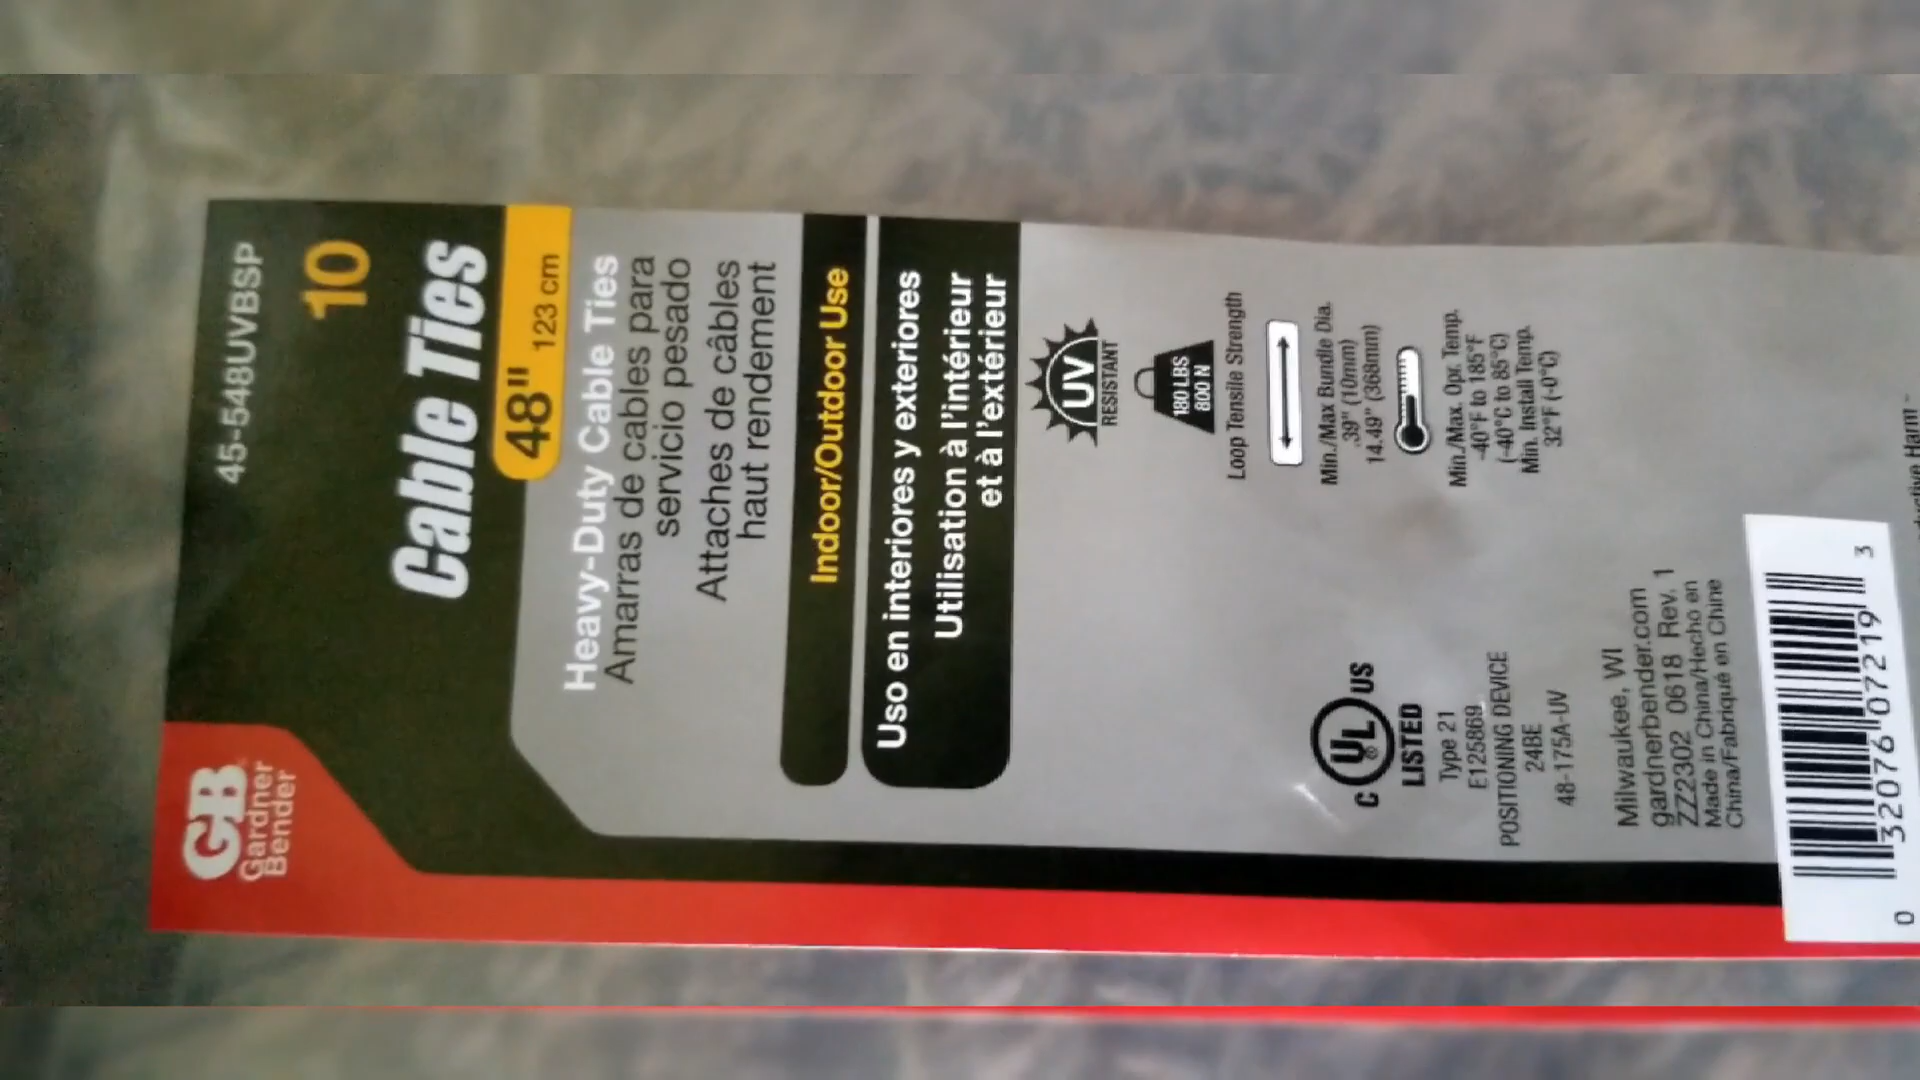 45-548UVBSP
10
Cable Ties
48" 123 cm
GB
Gardner
Bender
Heavy-Duty Cable Ties
Amarras de cables para
servicio pesado
Attaches de câbles
haut rendement
Indoor/Outdoor Use
Uso en interiores y exteriores
Utilisation à l'intérieur
et à l'extérieur
UV
RESISTANT
180 LBS
800 N
Loop Tensile Strength
Min./Max Bundle Dia.
.39" (10mm)
14.49" (368mm)
Min./Max. Opr. Temp.
-40°F to 185°F
(-40°C to 85°C)
Min. Install Temp.
32°F (-0°C)
C UL® US
LISTED
Type 21
E125869
POSITIONING DEVICE
24BE
48-175A-UV
Milwaukee, WI
gardnerbender.com
ZZ2302 0618 Rev. 1
Made in China/Hecho en
China/Fabriqué en Chine
0 32076 07219 3
Harm